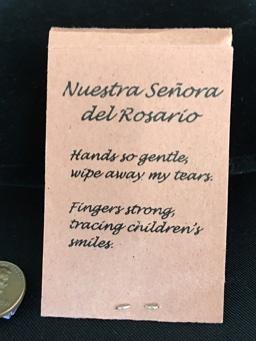 Nuestra Señora
del Rosario
Hands so gentle,
wipe away my tears.
Fingers strong,
tracing children's
smiles.